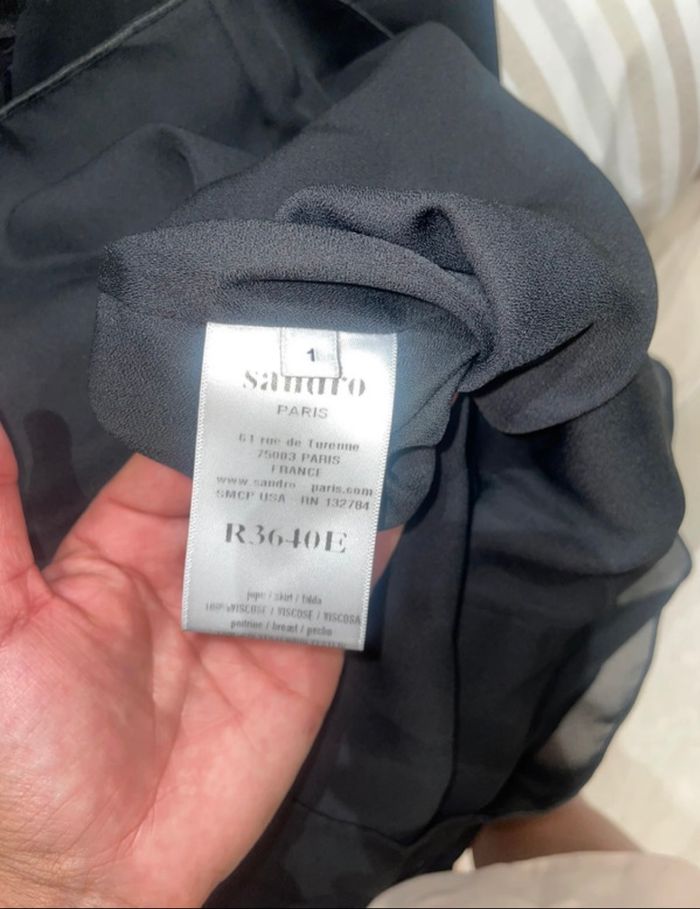 1
sandro
PARIS
61 rue de Turenne
75003 PARIS
FRANCE
www.sandro-paris.com
SMCP USA - RN 132784
R3640E
jupe / skirt / falda
100%VISCOSE / VISCOSE / VISCOSA
poitrine / breast / pecho